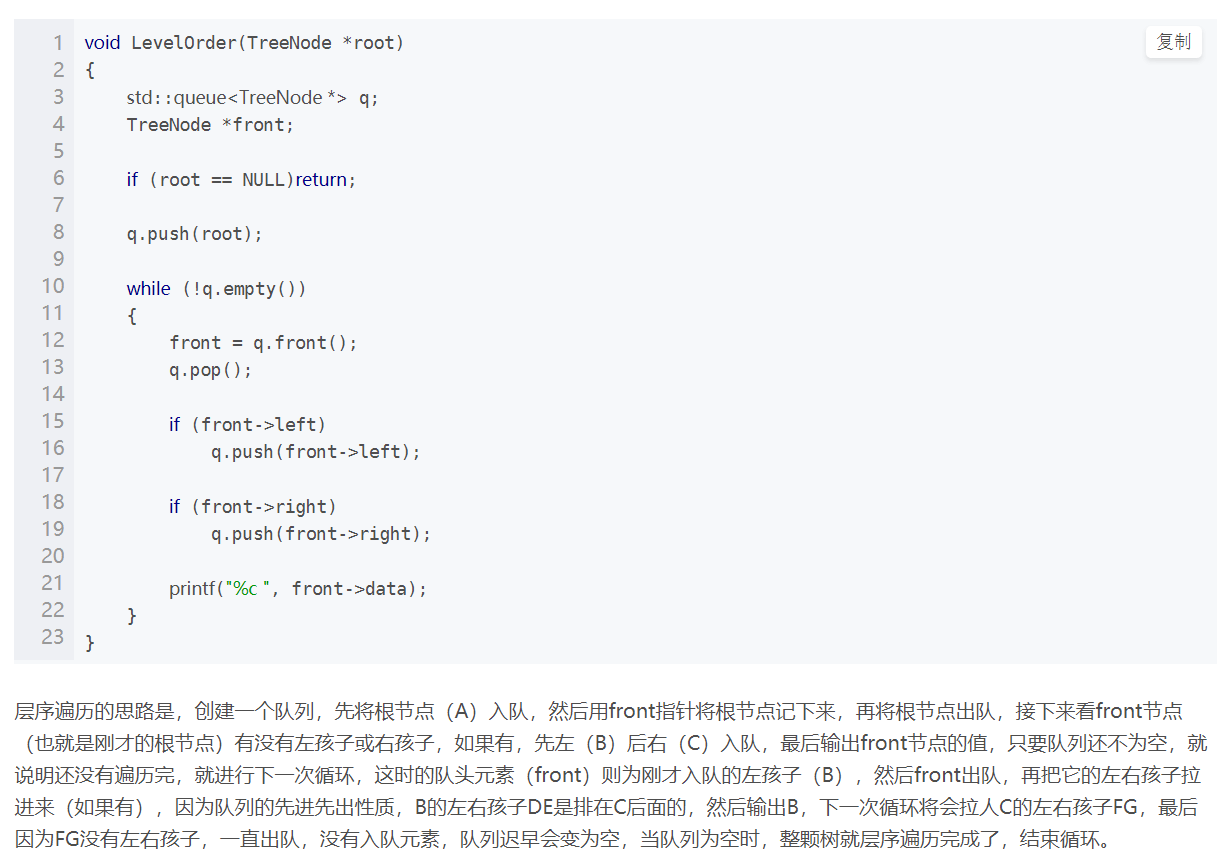 复制
1 void LevelOrder(TreeNode *root)
2 {
3     std::queue<TreeNode *> q;
4     TreeNode *front;
5
6     if (root == NULL)return;
7
8     q.push(root);
9
10     while (!q.empty())
11     {
12         front = q.front();
13         q.pop();
14
15         if (front->left)
16             q.push(front->left);
17
18         if (front->right)
19             q.push(front->right);
20
21         printf("%c ", front->data);
22     }
23 }
层序遍历的思路是，创建一个队列，先将根节点（A）入队，然后用front指针将根节点记下来，再将根节点出队，接下来看front节点
（也就是刚才的根节点）有没有左孩子或右孩子，如果有，先左（B）后右（C）入队，最后输出front节点的值，只要队列还不为空，就
说明还没有遍历完，就进行下一次循环，这时的队头元素（front）则为刚才入队的左孩子（B），然后front出队，再把它的左右孩子拉
进来（如果有），因为队列的先进先出性质，B的左右孩子DE是排在C后面的，然后输出B，下一次循环将会拉人C的左右孩子FG，最后
因为FG没有左右孩子，一直出队，没有入队元素，队列迟早会变为空，当队列为空时，整颗树就层序遍历完成了，结束循环。